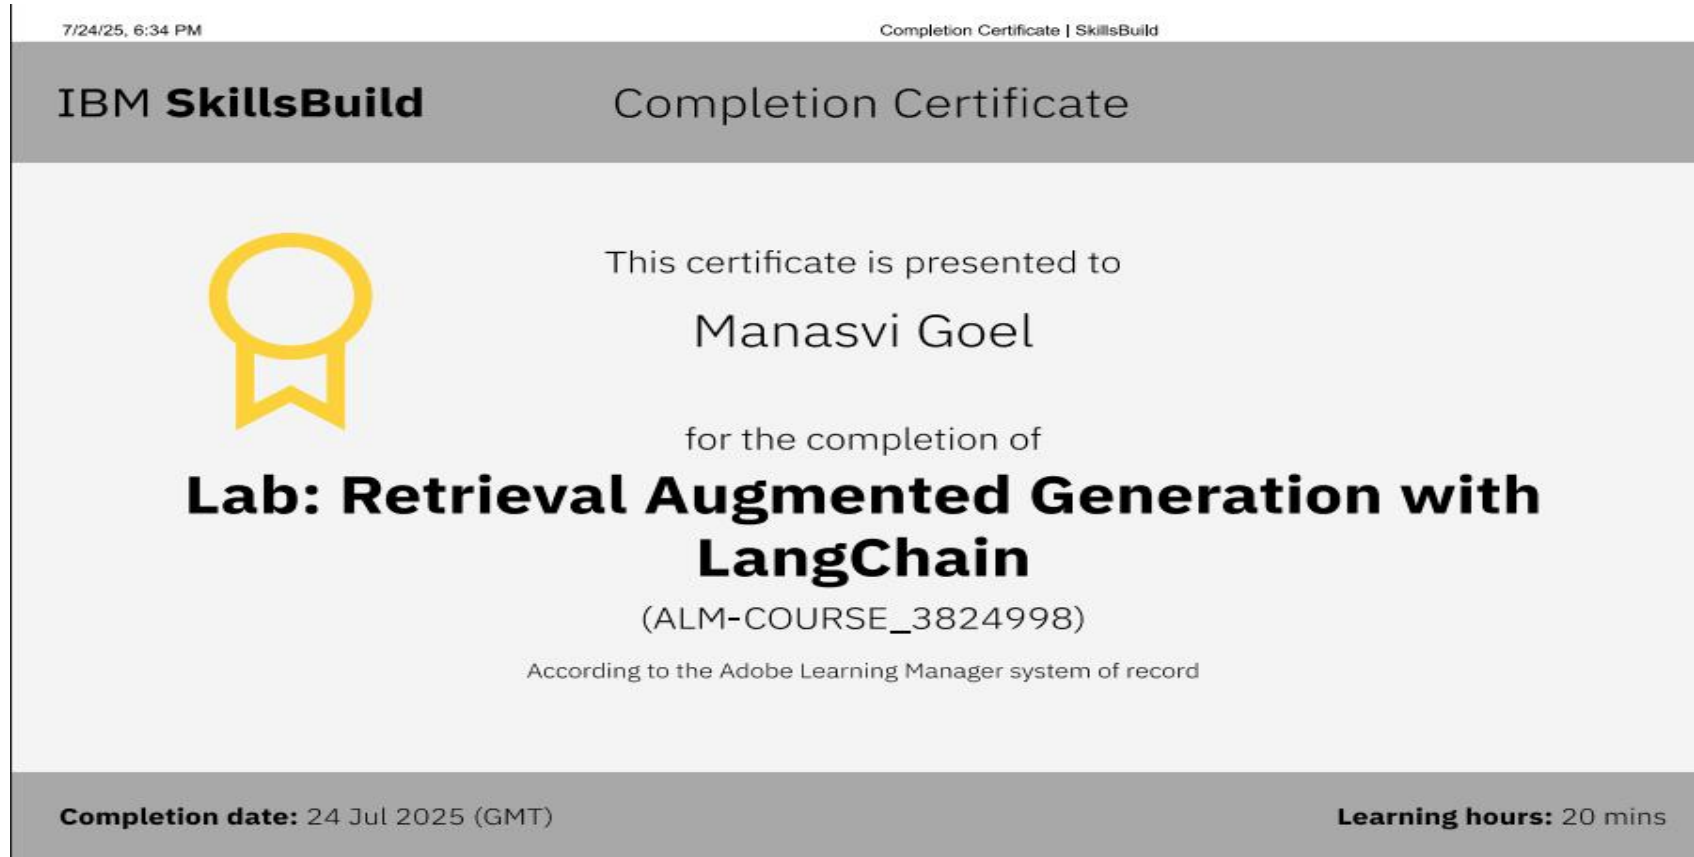 7/24/25, 6:34 PM
Completion Certificate | SkillsBuild
IBM SkillsBuild
Completion Certificate
This certificate is presented to
Manasvi Goel
for the completion of
Lab: Retrieval Augmented Generation with
LangChain
(ALM-COURSE_3824998)
According to the Adobe Learning Manager system of record
Completion date: 24 Jul 2025 (GMT)
Learning hours: 20 mins